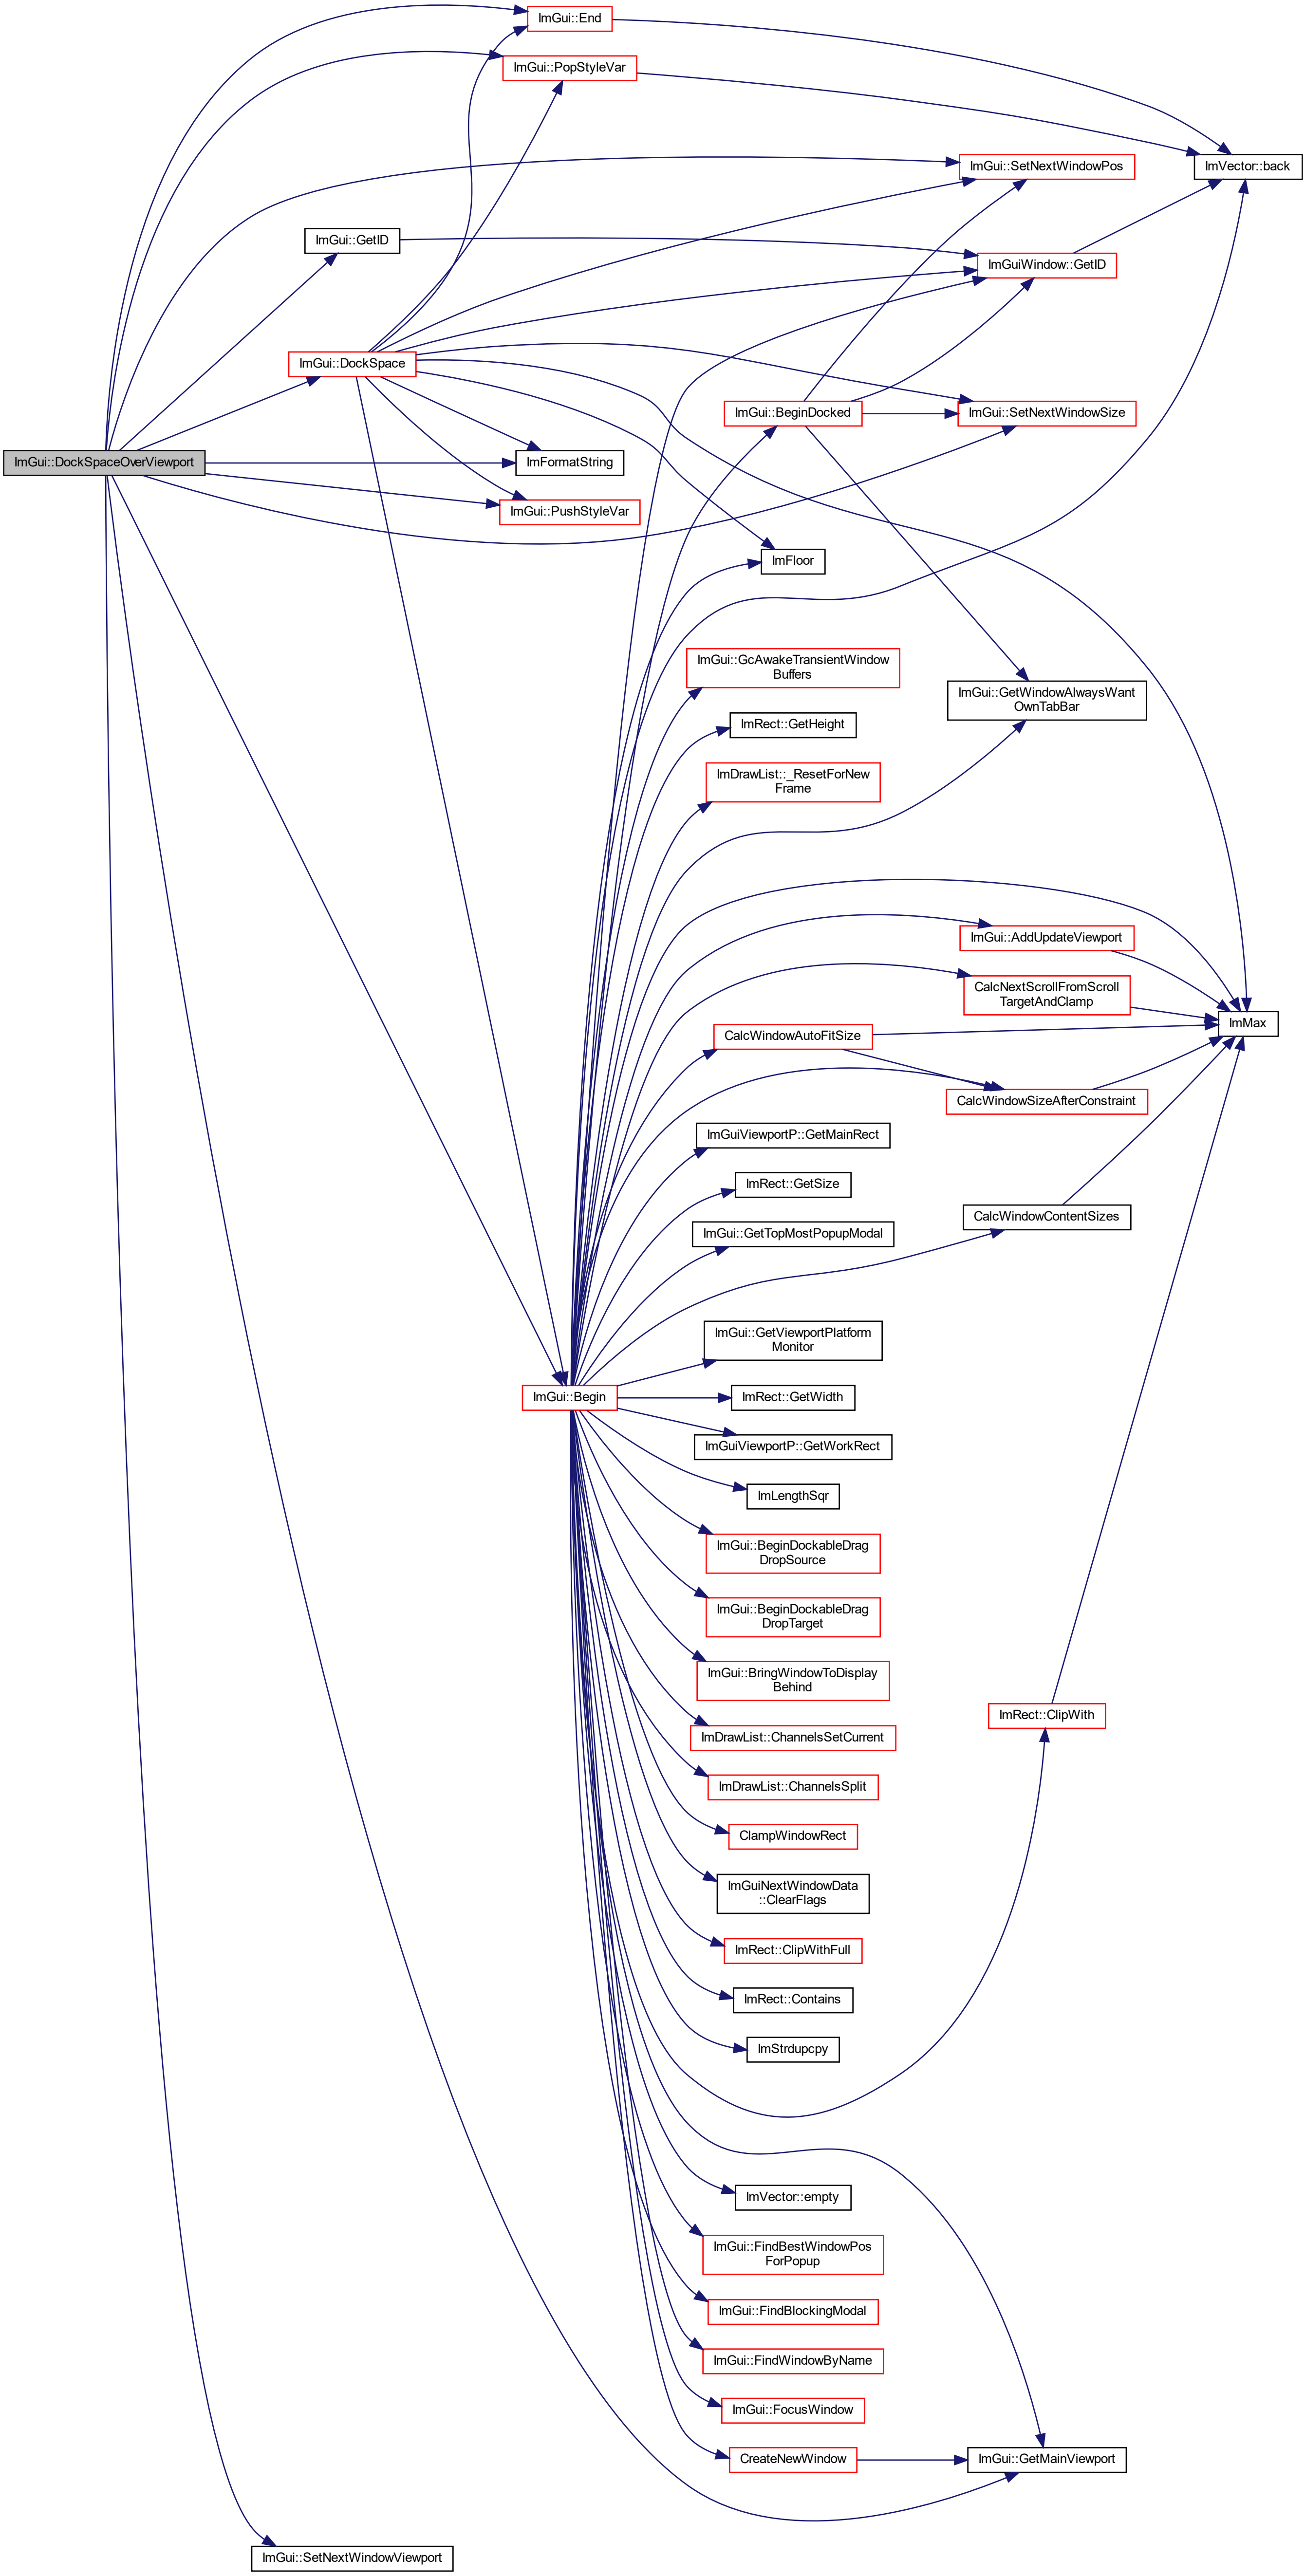 ImGui::End
ImGui::PopStyleVar
ImGui::SetNextWindowPos
ImVector::back
ImGui::GetID
ImGuiWindow::GetID
ImGui::DockSpace
ImGui::BeginDocked
ImGui::SetNextWindowSize
ImGui::DockSpaceOverViewport
ImFormatString
ImGui::PushStyleVar
ImFloor
ImGui::GcAwakeTransientWindow
Buffers
ImGui::GetWindowAlwaysWant
OwnTabBar
ImRect::GetHeight
ImDrawList::_ResetForNew
Frame
ImGui::AddUpdateViewport
CalcNextScrollFromScroll
TargetAndClamp
ImMax
CalcWindowAutoFitSize
CalcWindowSizeAfterConstraint
ImGuiViewportP::GetMainRect
ImRect::GetSize
CalcWindowContentSizes
ImGui::GetTopMostPopupModal
ImGui::GetViewportPlatform
Monitor
ImGui::Begin
ImRect::GetWidth
ImGuiViewportP::GetWorkRect
ImLengthSqr
ImGui::BeginDockableDrag
DropSource
ImGui::BeginDockableDrag
DropTarget
ImGui::BringWindowToDisplay
Behind
ImRect::ClipWith
ImDrawList::ChannelsSetCurrent
ImDrawList::ChannelsSplit
ClampWindowRect
ImGuiNextWindowData
::ClearFlags
ImRect::ClipWithFull
ImRect::Contains
ImStrdupcpy
ImVector::empty
ImGui::FindBestWindowPos
ForPopup
ImGui::FindBlockingModal
ImGui::FindWindowByName
ImGui::FocusWindow
CreateNewWindow
ImGui::GetMainViewport
ImGui::SetNextWindowViewport